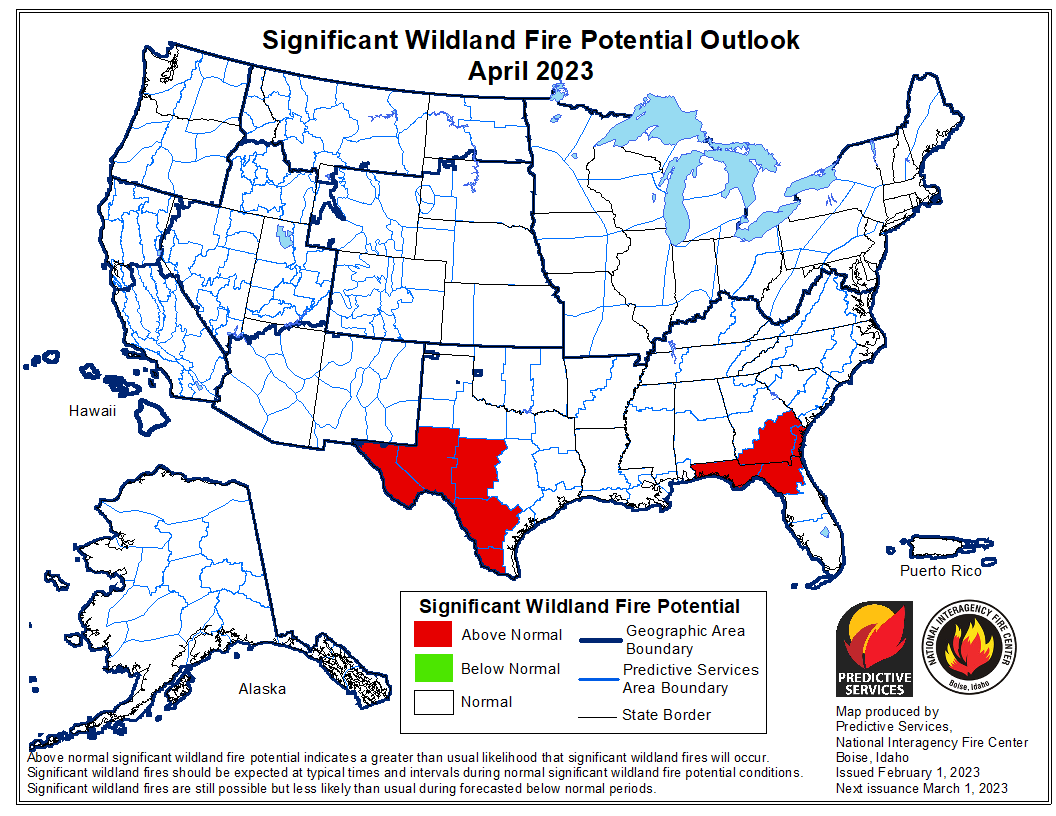 Significant Wildland Fire Potential Outlook
April 2023
Hawaii
Alaska
Puerto Rico
Significant Wildland Fire Potential
Above Normal
Below Normal
Normal
Geographic Area
Boundary
Predictive Services
Area Boundary
State Border
PREDICTIVE
SERVICES
NATIONAL INTERAGENCY FIRE CENTER
Boise, Idaho
Map produced by
Predictive Services,
National Interagency Fire Center
Boise, Idaho
Issued February 1, 2023
Next issuance March 1, 2023
Above normal significant wildland fire potential indicates a greater than usual likelihood that significant wildland fires will occur.
Significant wildland fires should be expected at typical times and intervals during normal significant wildland fire potential conditions.
Significant wildland fires are still possible but less likely than usual during forecasted below normal periods.